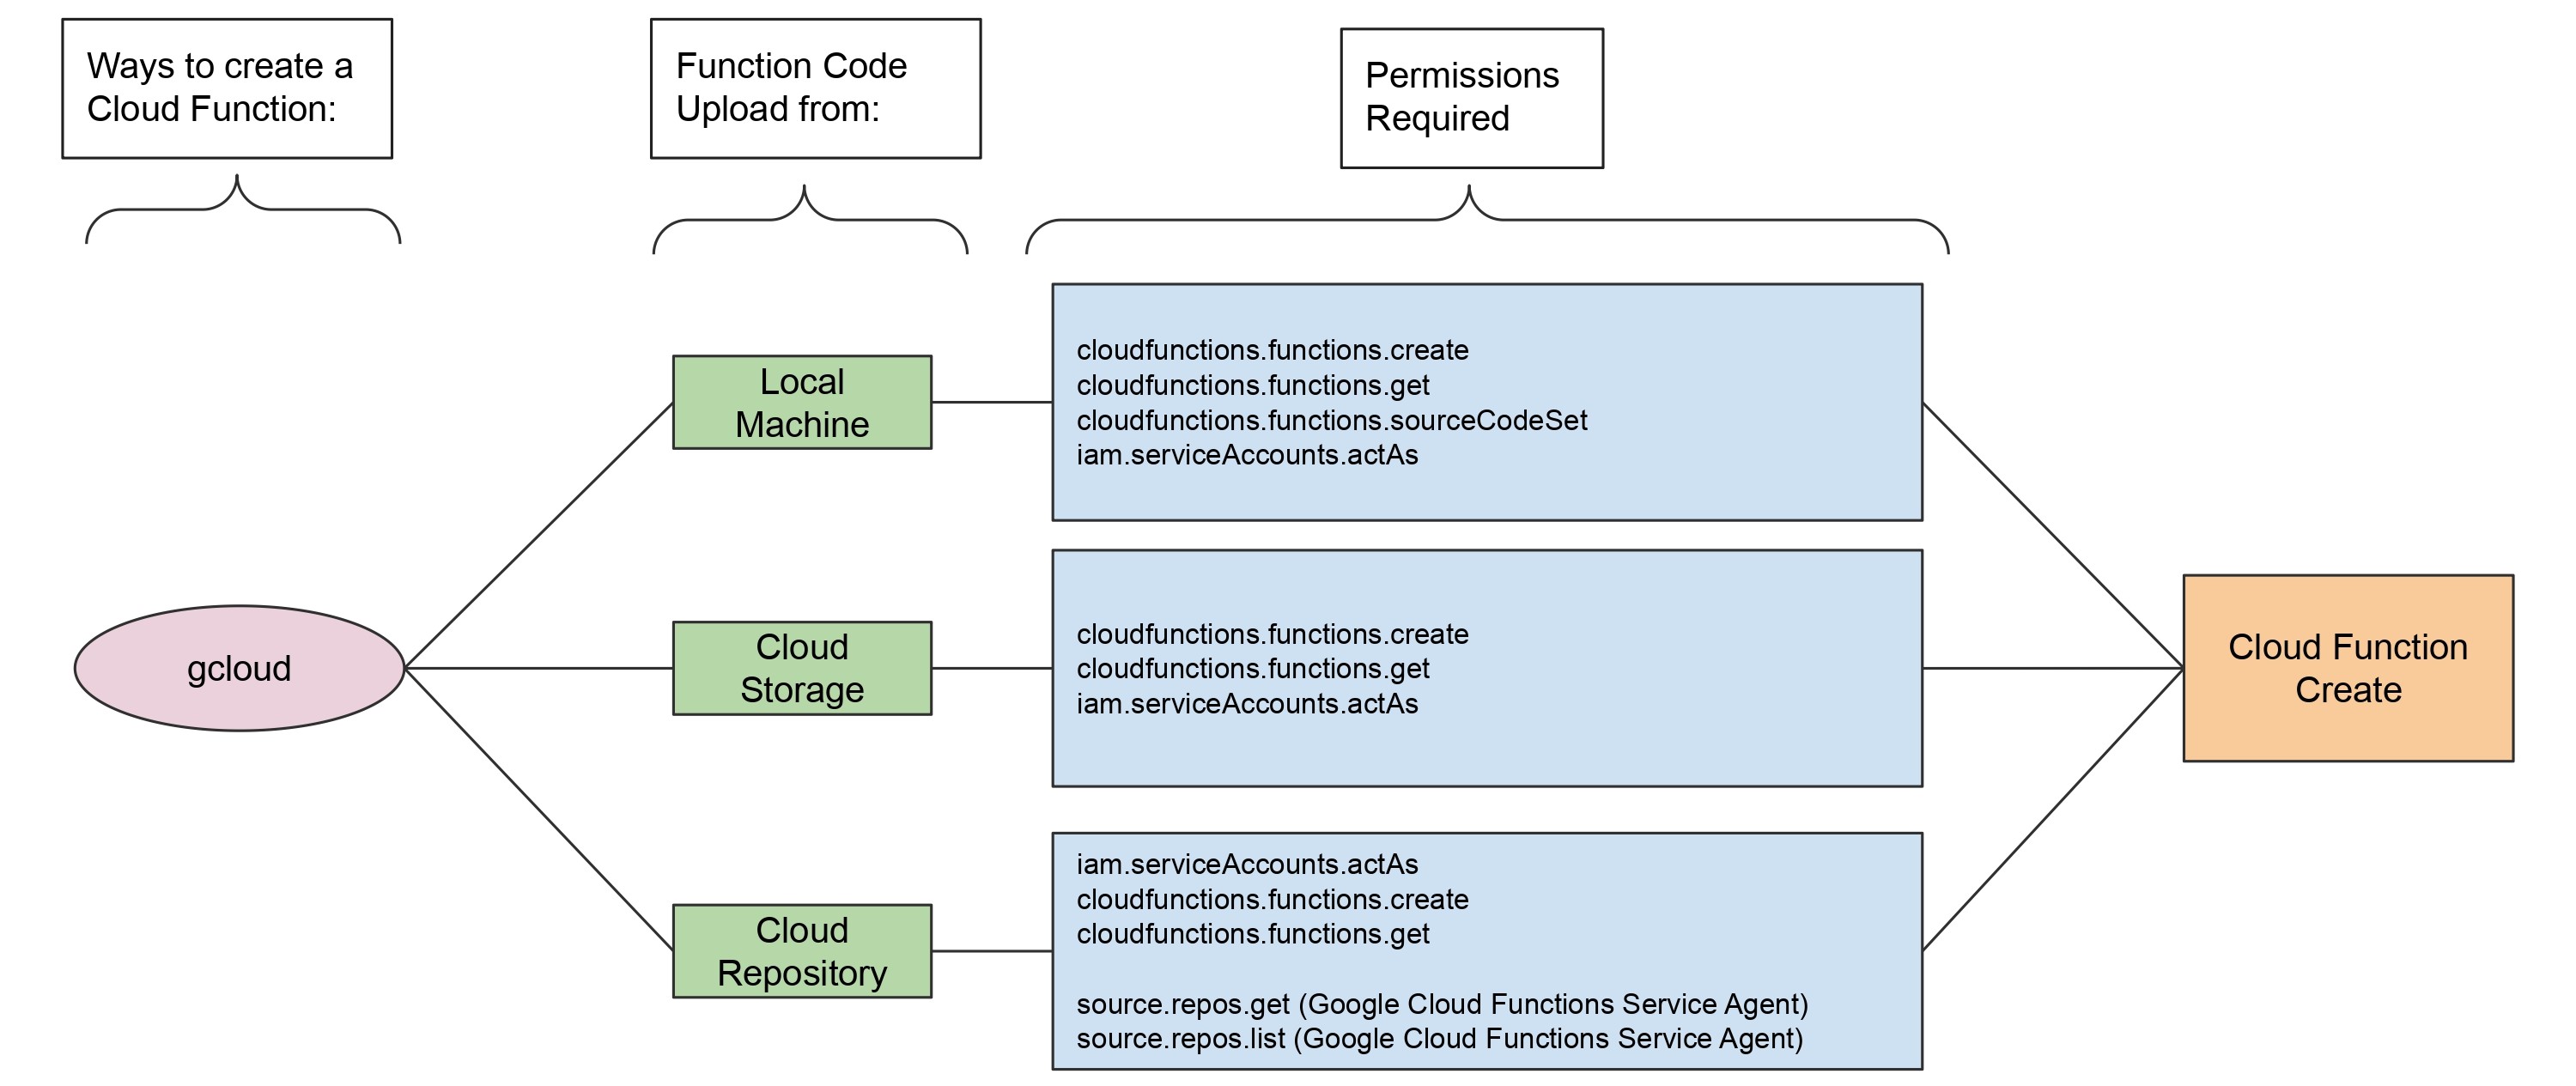 Ways to create a
Cloud Function:
Function Code
Upload from:
Permissions
Required
gcloud
Local
Machine
cloudfunctions.functions.create
cloudfunctions.functions.get
cloudfunctions.functions.sourceCodeSet
iam.serviceAccounts.actAs
Cloud
Storage
cloudfunctions.functions.create
cloudfunctions.functions.get
iam.serviceAccounts.actAs
Cloud
Repository
iam.serviceAccounts.actAs
cloudfunctions.functions.create
cloudfunctions.functions.get
source.repos.get (Google Cloud Functions Service Agent)
source.repos.list (Google Cloud Functions Service Agent)
Cloud Function
Create